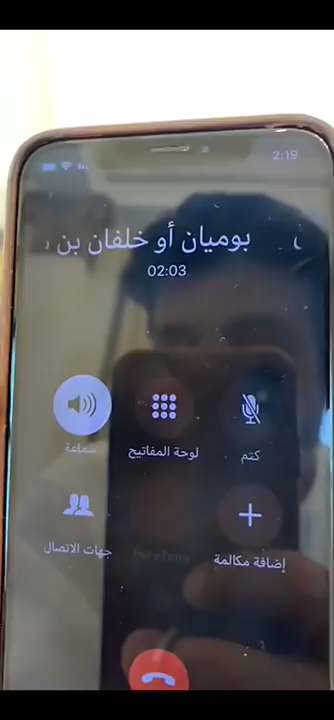 2:19
بوميان أو خلفان بن
02:03
سماعة
لوحة المفاتيح
كتم
جهات الاتصال
FaceTime
إضافة مكالمة